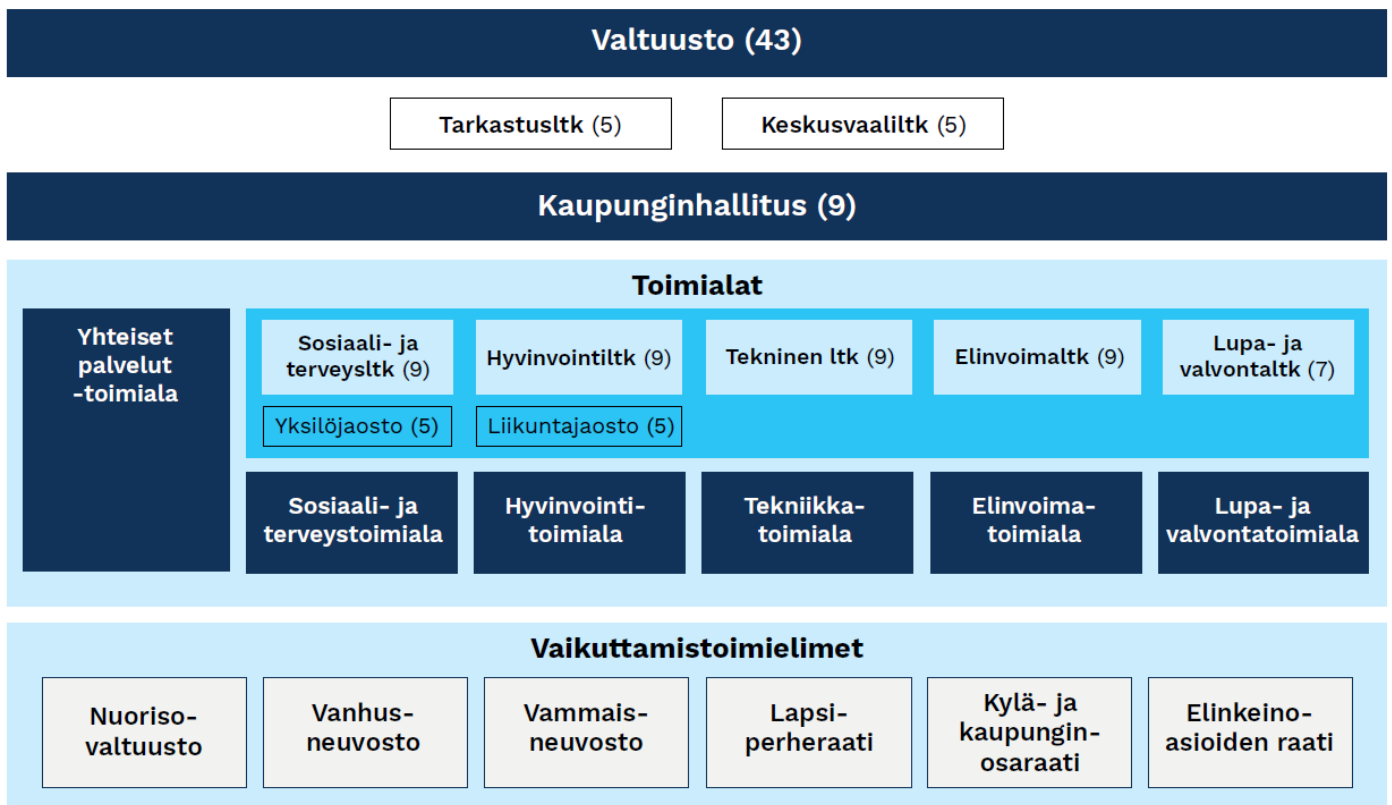 Valtuusto (43)
Tarkastusltk (5)
Keskusvaaliltk (5)
Kaupunginhallitus (9)
Toimialat
Yhteiset
palvelut
-toimiala
Sosiaali- ja
terveysltk (9)
Hyvinvointiltk (9)
Tekninen ltk (9)
Elinvoimaltk (9)
Lupa- ja
valvontaltk (7)
Yksilöjaosto (5)
Liikuntajaosto (5)
Sosiaali- ja
terveystoimiala
Hyvinvointi-
toimiala
Tekniikka-
toimiala
Elinvoima-
toimiala
Lupa- ja
valvontatoimiala
Vaikuttamistoimielimet
Nuoriso-
valtuusto
Vanhus-
neuvosto
Vammais-
neuvosto
Lapsi-
perheraati
Kylä- ja
kaupungin-
osaraati
Elinkeino-
asioiden raati